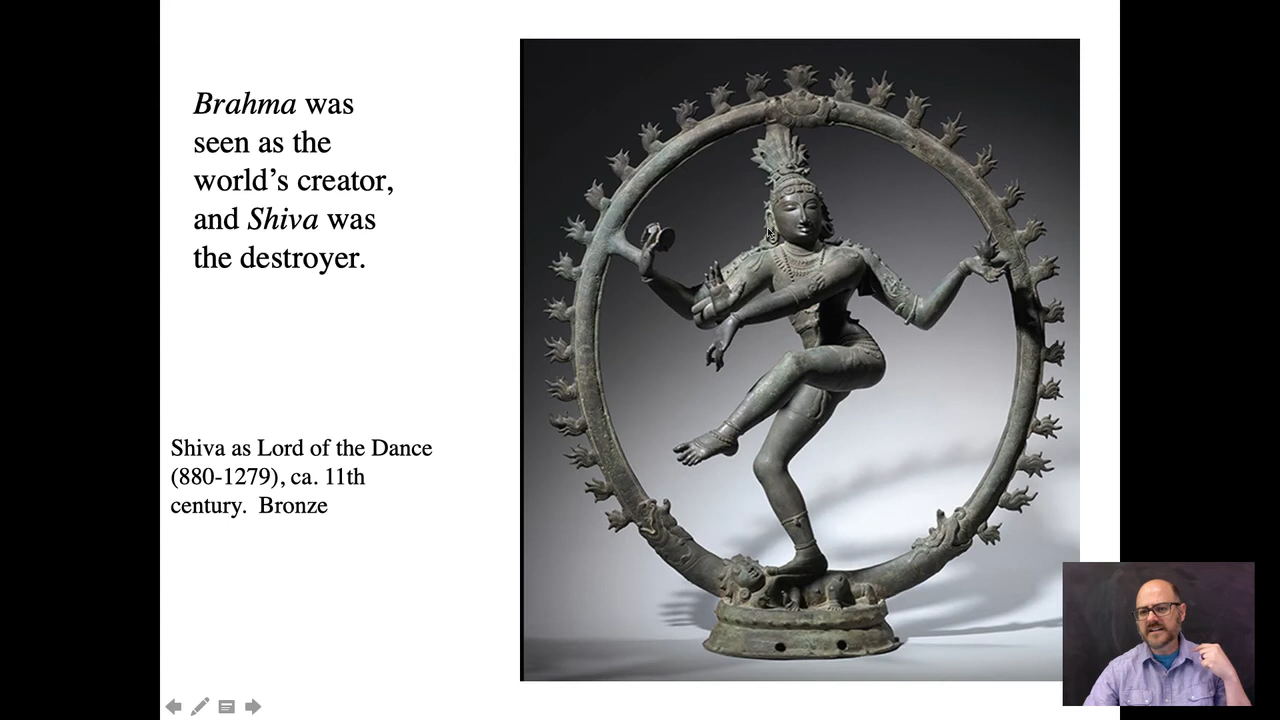 Brahma was
seen as the
world’s creator,
and Shiva was
the destroyer.
Shiva as Lord of the Dance
(880-1279), ca. 11th
century.  Bronze